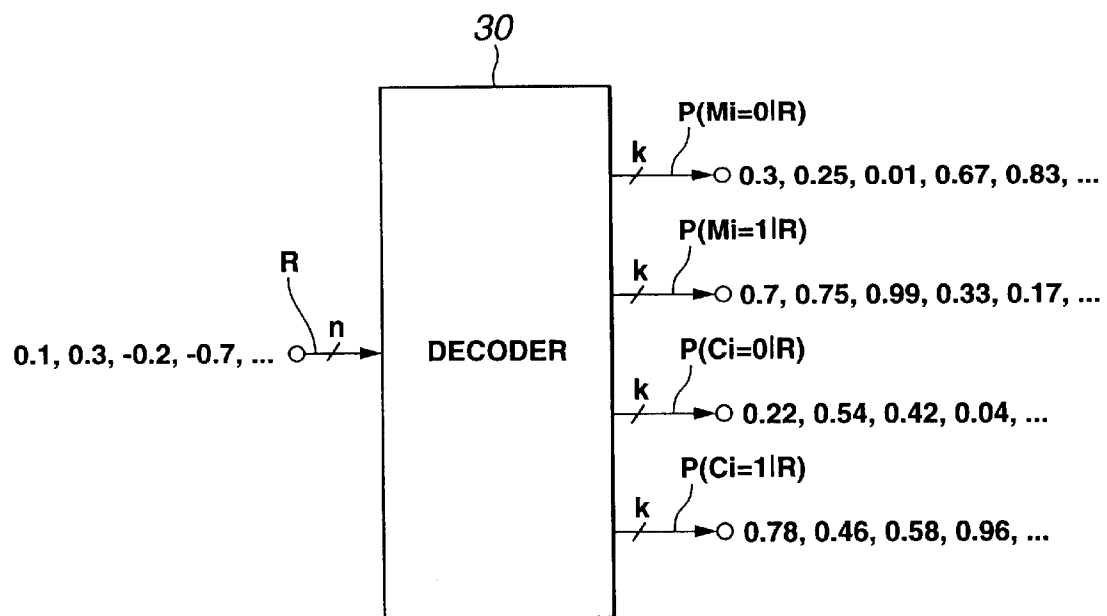 30
P(Mi=0|R)
k
0.3, 0.25, 0.01, 0.67, 0.83, ...
P(Mi=1|R)
k
0.7, 0.75, 0.99, 0.33, 0.17, ...
R
n
0.1, 0.3, -0.2, -0.7, ...
DECODER
P(Ci=0|R)
k
0.22, 0.54, 0.42, 0.04, ...
P(Ci=1|R)
k
0.78, 0.46, 0.58, 0.96, ...